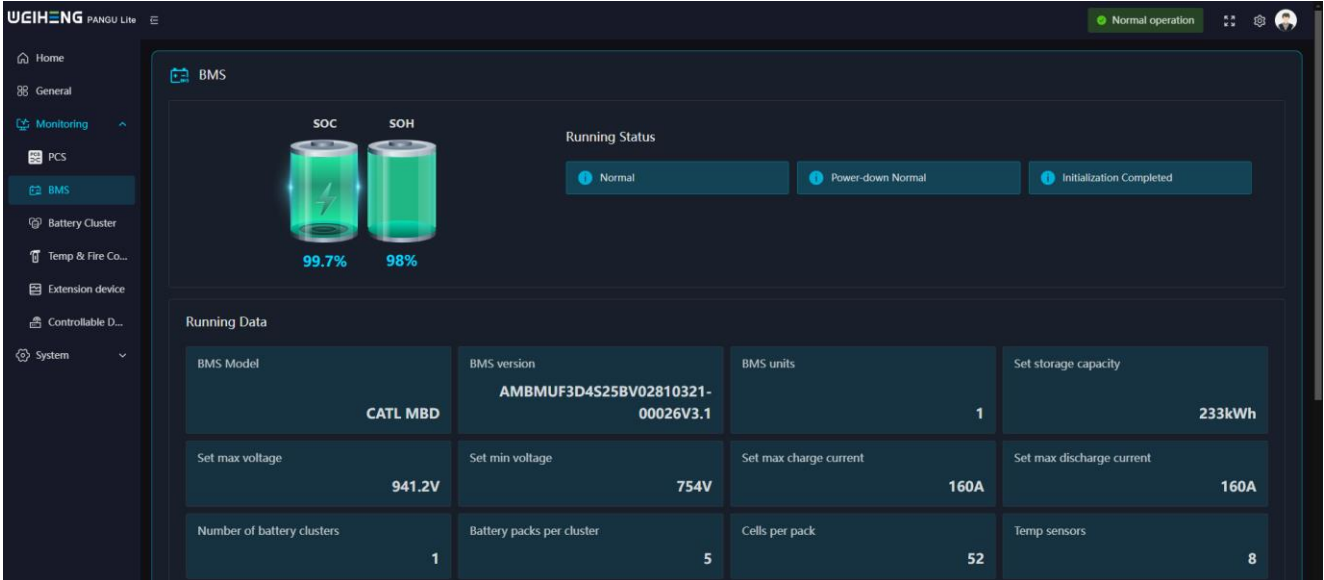 WEIHENG PANGU Lite
Normal operation
Home
General
Monitoring
PCS
BMS
Battery Cluster
Temp & Fire Co...
Extension device
Controllable D...
System
BMS
SOC SOH
99.7% 98%
Running Status
Normal Power-down Normal Initialization Completed
Running Data
BMS Model
CATL MBD
BMS version
AMBMUF3D4S25BV02810321-
00026V3.1
BMS units
1
Set storage capacity
233kWh
Set max voltage
941.2V
Set min voltage
754V
Set max charge current
160A
Set max discharge current
160A
Number of battery clusters
1
Battery packs per cluster
5
Cells per pack
52
Temp sensors
8